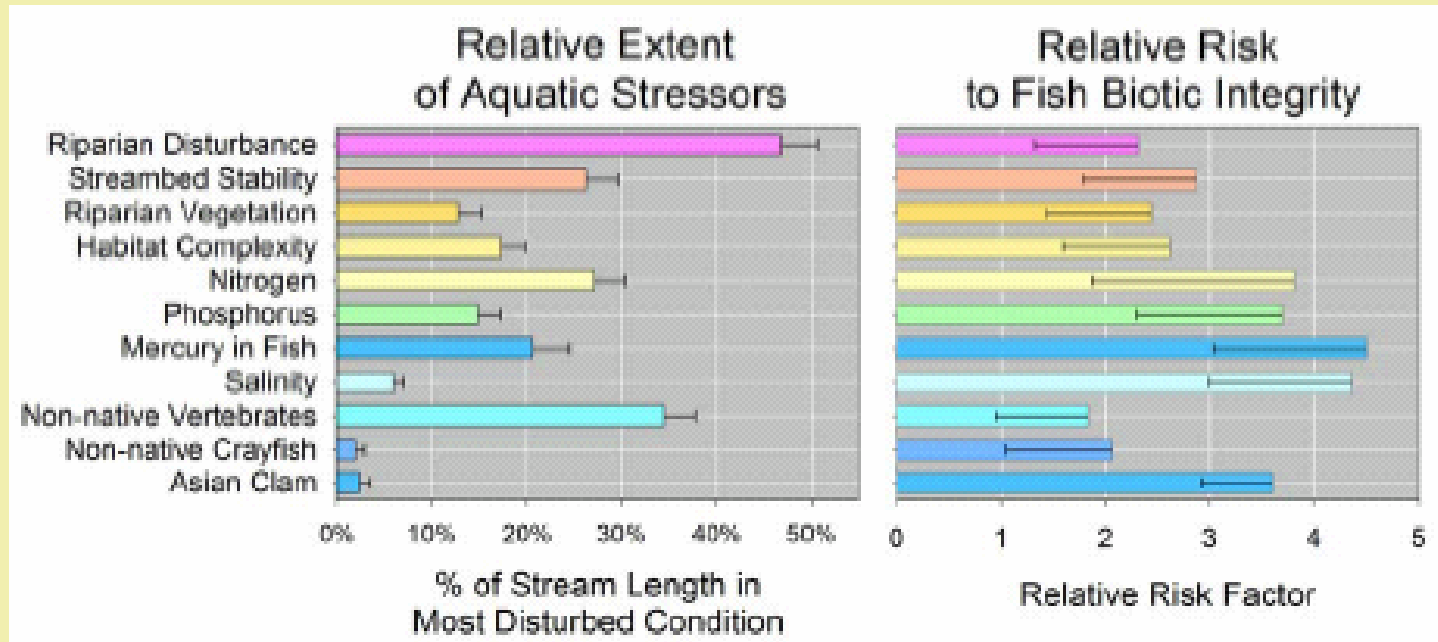 Relative Extent
of Aquatic Stressors
Relative Risk
to Fish Biotic Integrity
Riparian Disturbance
Streambed Stability
Riparian Vegetation
Habitat Complexity
Nitrogen
Phosphorus
Mercury in Fish
Salinity
Non-native Vertebrates
Non-native Crayfish
Asian Clam
0% 10% 20% 30% 40% 50%
0 1 2 3 4 5
% of Stream Length in
Most Disturbed Condition
Relative Risk Factor